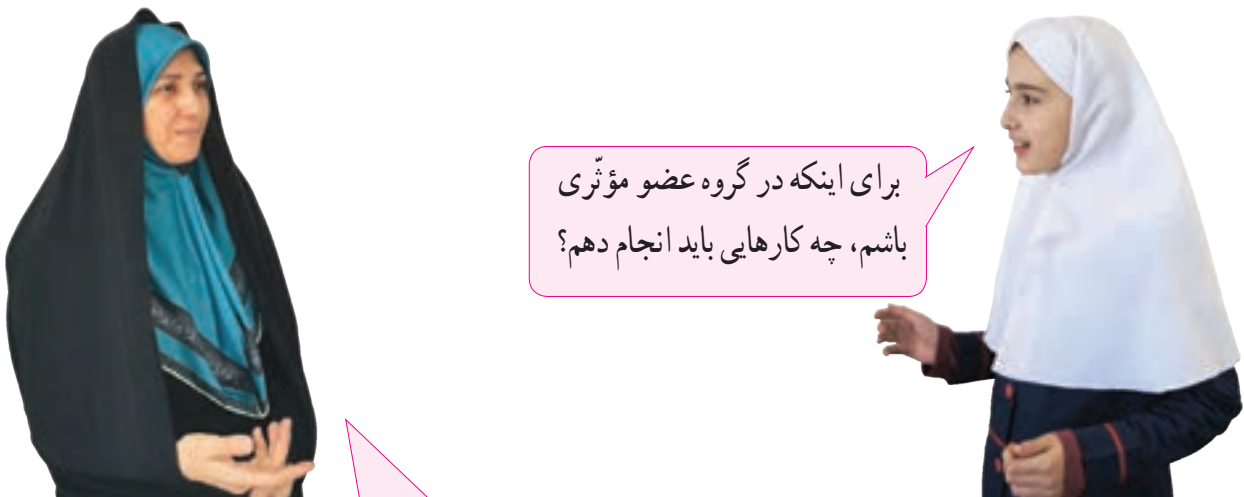 برای اینکه در گروه عضو مؤثّری
باشم، چه کارهایی باید انجام دهم؟